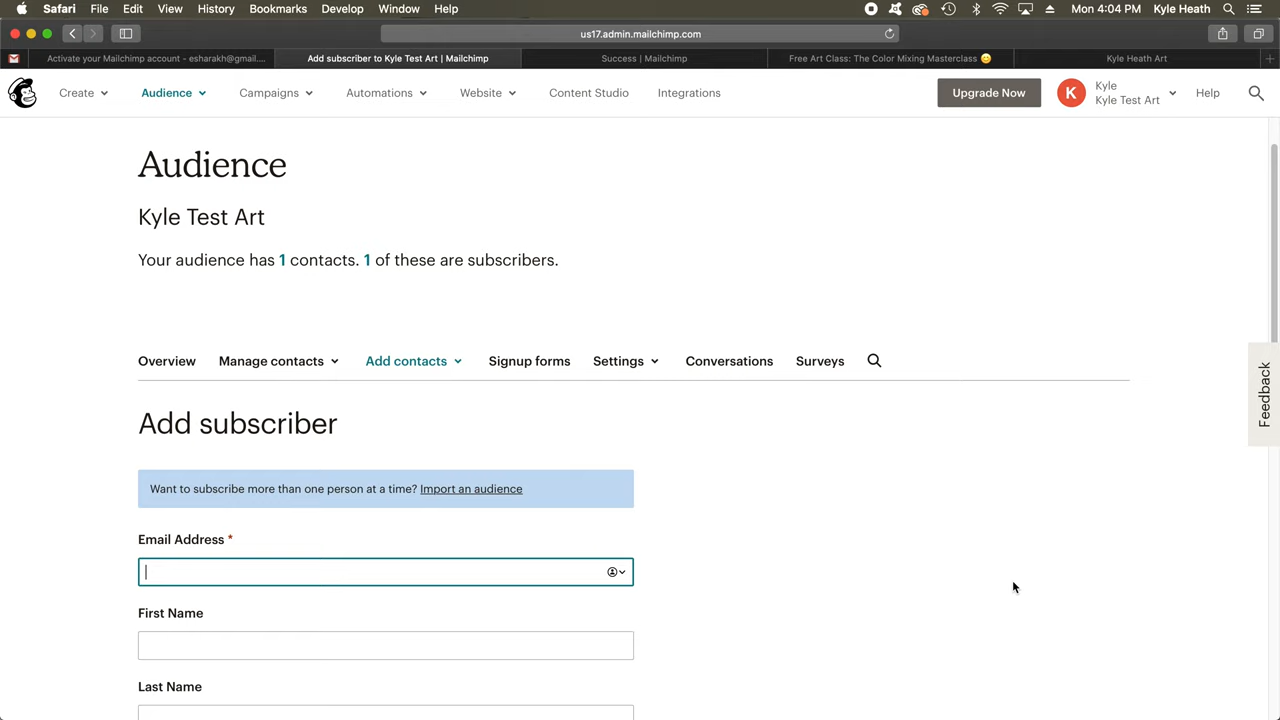 Safari File Edit View History Bookmarks Develop Window Help Mon 4:04 PM Kyle Heath
us17.admin.mailchimp.com
Activate your Mailchimp account - esharakh@gmail.... Add subscriber to Kyle Test Art | Mailchimp Success | Mailchimp Free Art Class: The Color Mixing Masterclass 😊 Kyle Heath Art
Create Audience Campaigns Automations Website Content Studio Integrations Upgrade Now K Kyle Help
Kyle Test Art
Audience
Kyle Test Art
Your audience has 1 contacts. 1 of these are subscribers.
Overview Manage contacts Add contacts Signup forms Settings Conversations Surveys
Feedback
Add subscriber
Want to subscribe more than one person at a time? Import an audience
Email Address *
First Name
Last Name